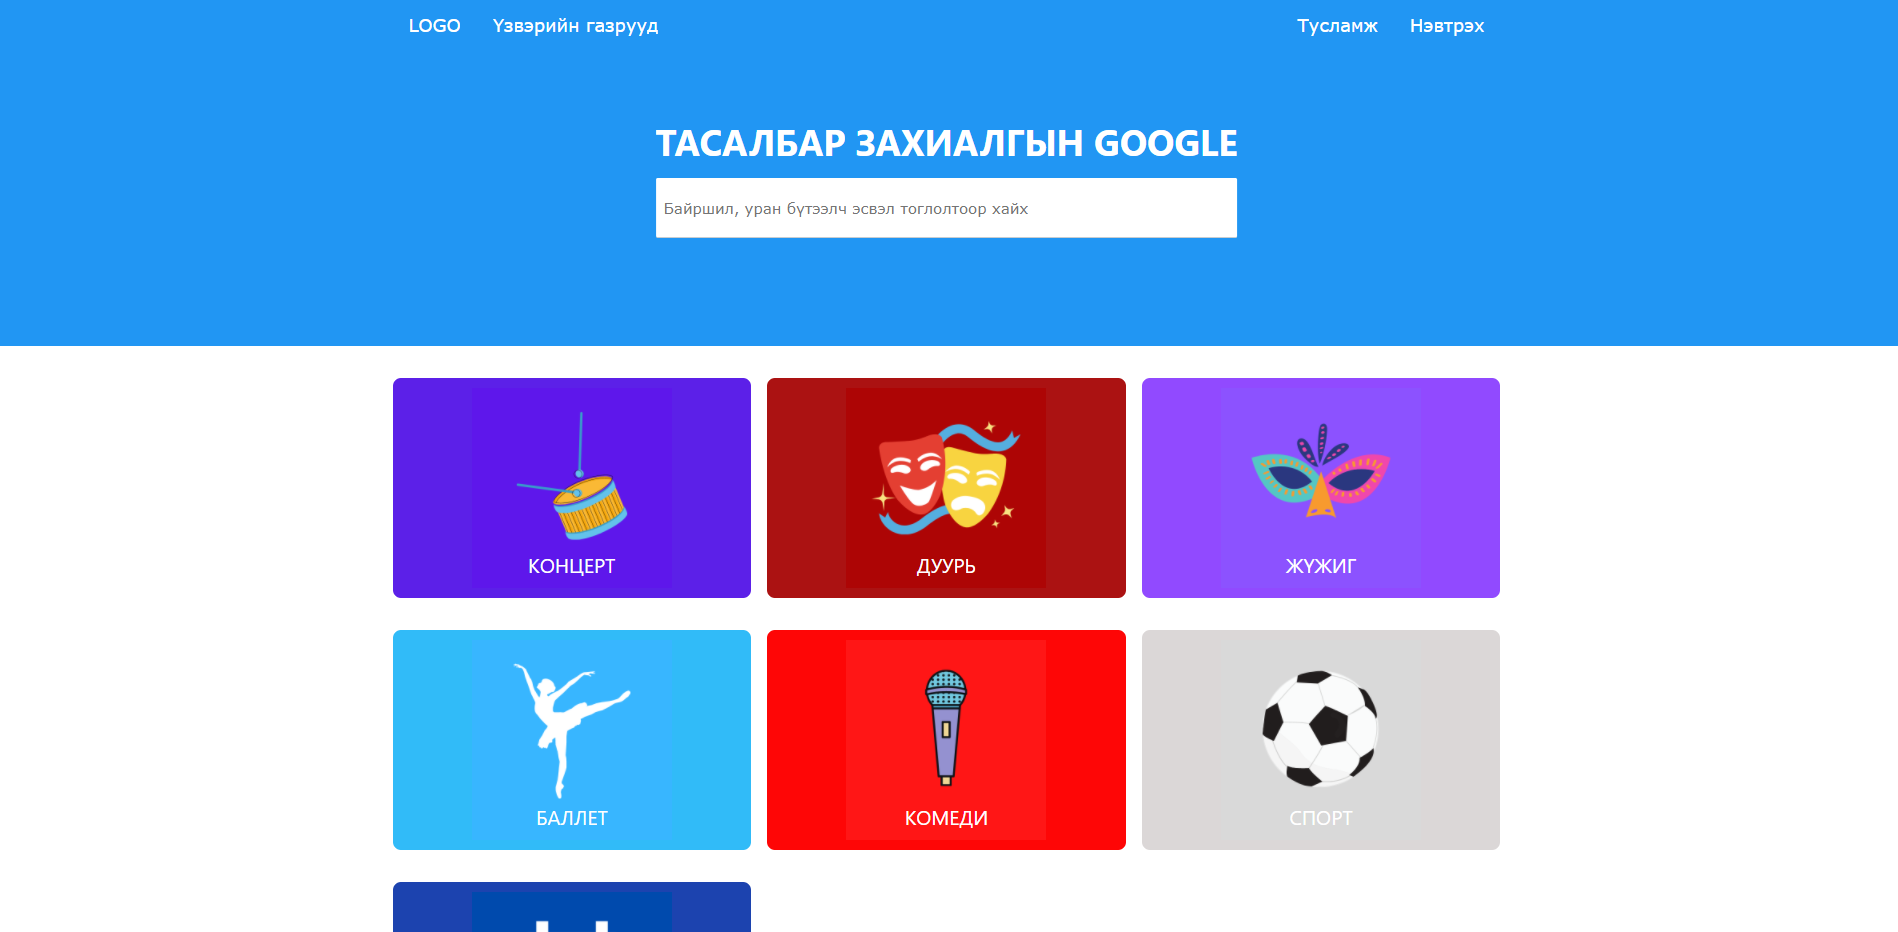 LOGO Үзвэрийн газрууд Тусламж Нэвтрэх
ТАСАЛБАР ЗАХИАЛГЫН GOOGLE
Байршил, уран бүтээлч эсвэл тоглолтоор хайх
КОНЦЕРТ ДУУРЬ ЖҮЖИГ
БАЛЛЕТ КОМЕДИ СПОРТ